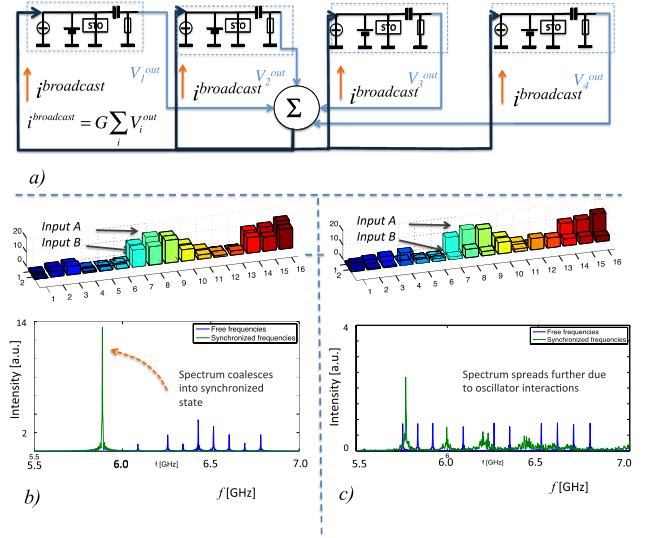 STO STO STO STO
V1out V2out V3out V4out
ibroadcast ibroadcast ibroadcast ibroadcast
Σ
ibroadcast = G∑iViout
a)
Input A
Input B
20
10
0
1
2
1 2 3 4 5 6 7 8 9 10 11 12 13 14 15 16
Input A
Input B
20
10
0
1
2
1 2 3 4 5 6 7 8 9 10 11 12 13 14 15 16
14
2
Intensity [a.u.]
Free frequencies
Synchronized frequencies
Spectrum coalesces
into synchronized
state
5.5
5.5 6.0 6.5 7.0
f [GHz]
b) f [GHz]
4
0
Intensity [a.u.]
Free frequencies
Synchronized frequencies
Spectrum spreads further due
to oscillator interactions
6
5.5 6.0 6.5 7.0
f [GHz]
c) f [GHz]